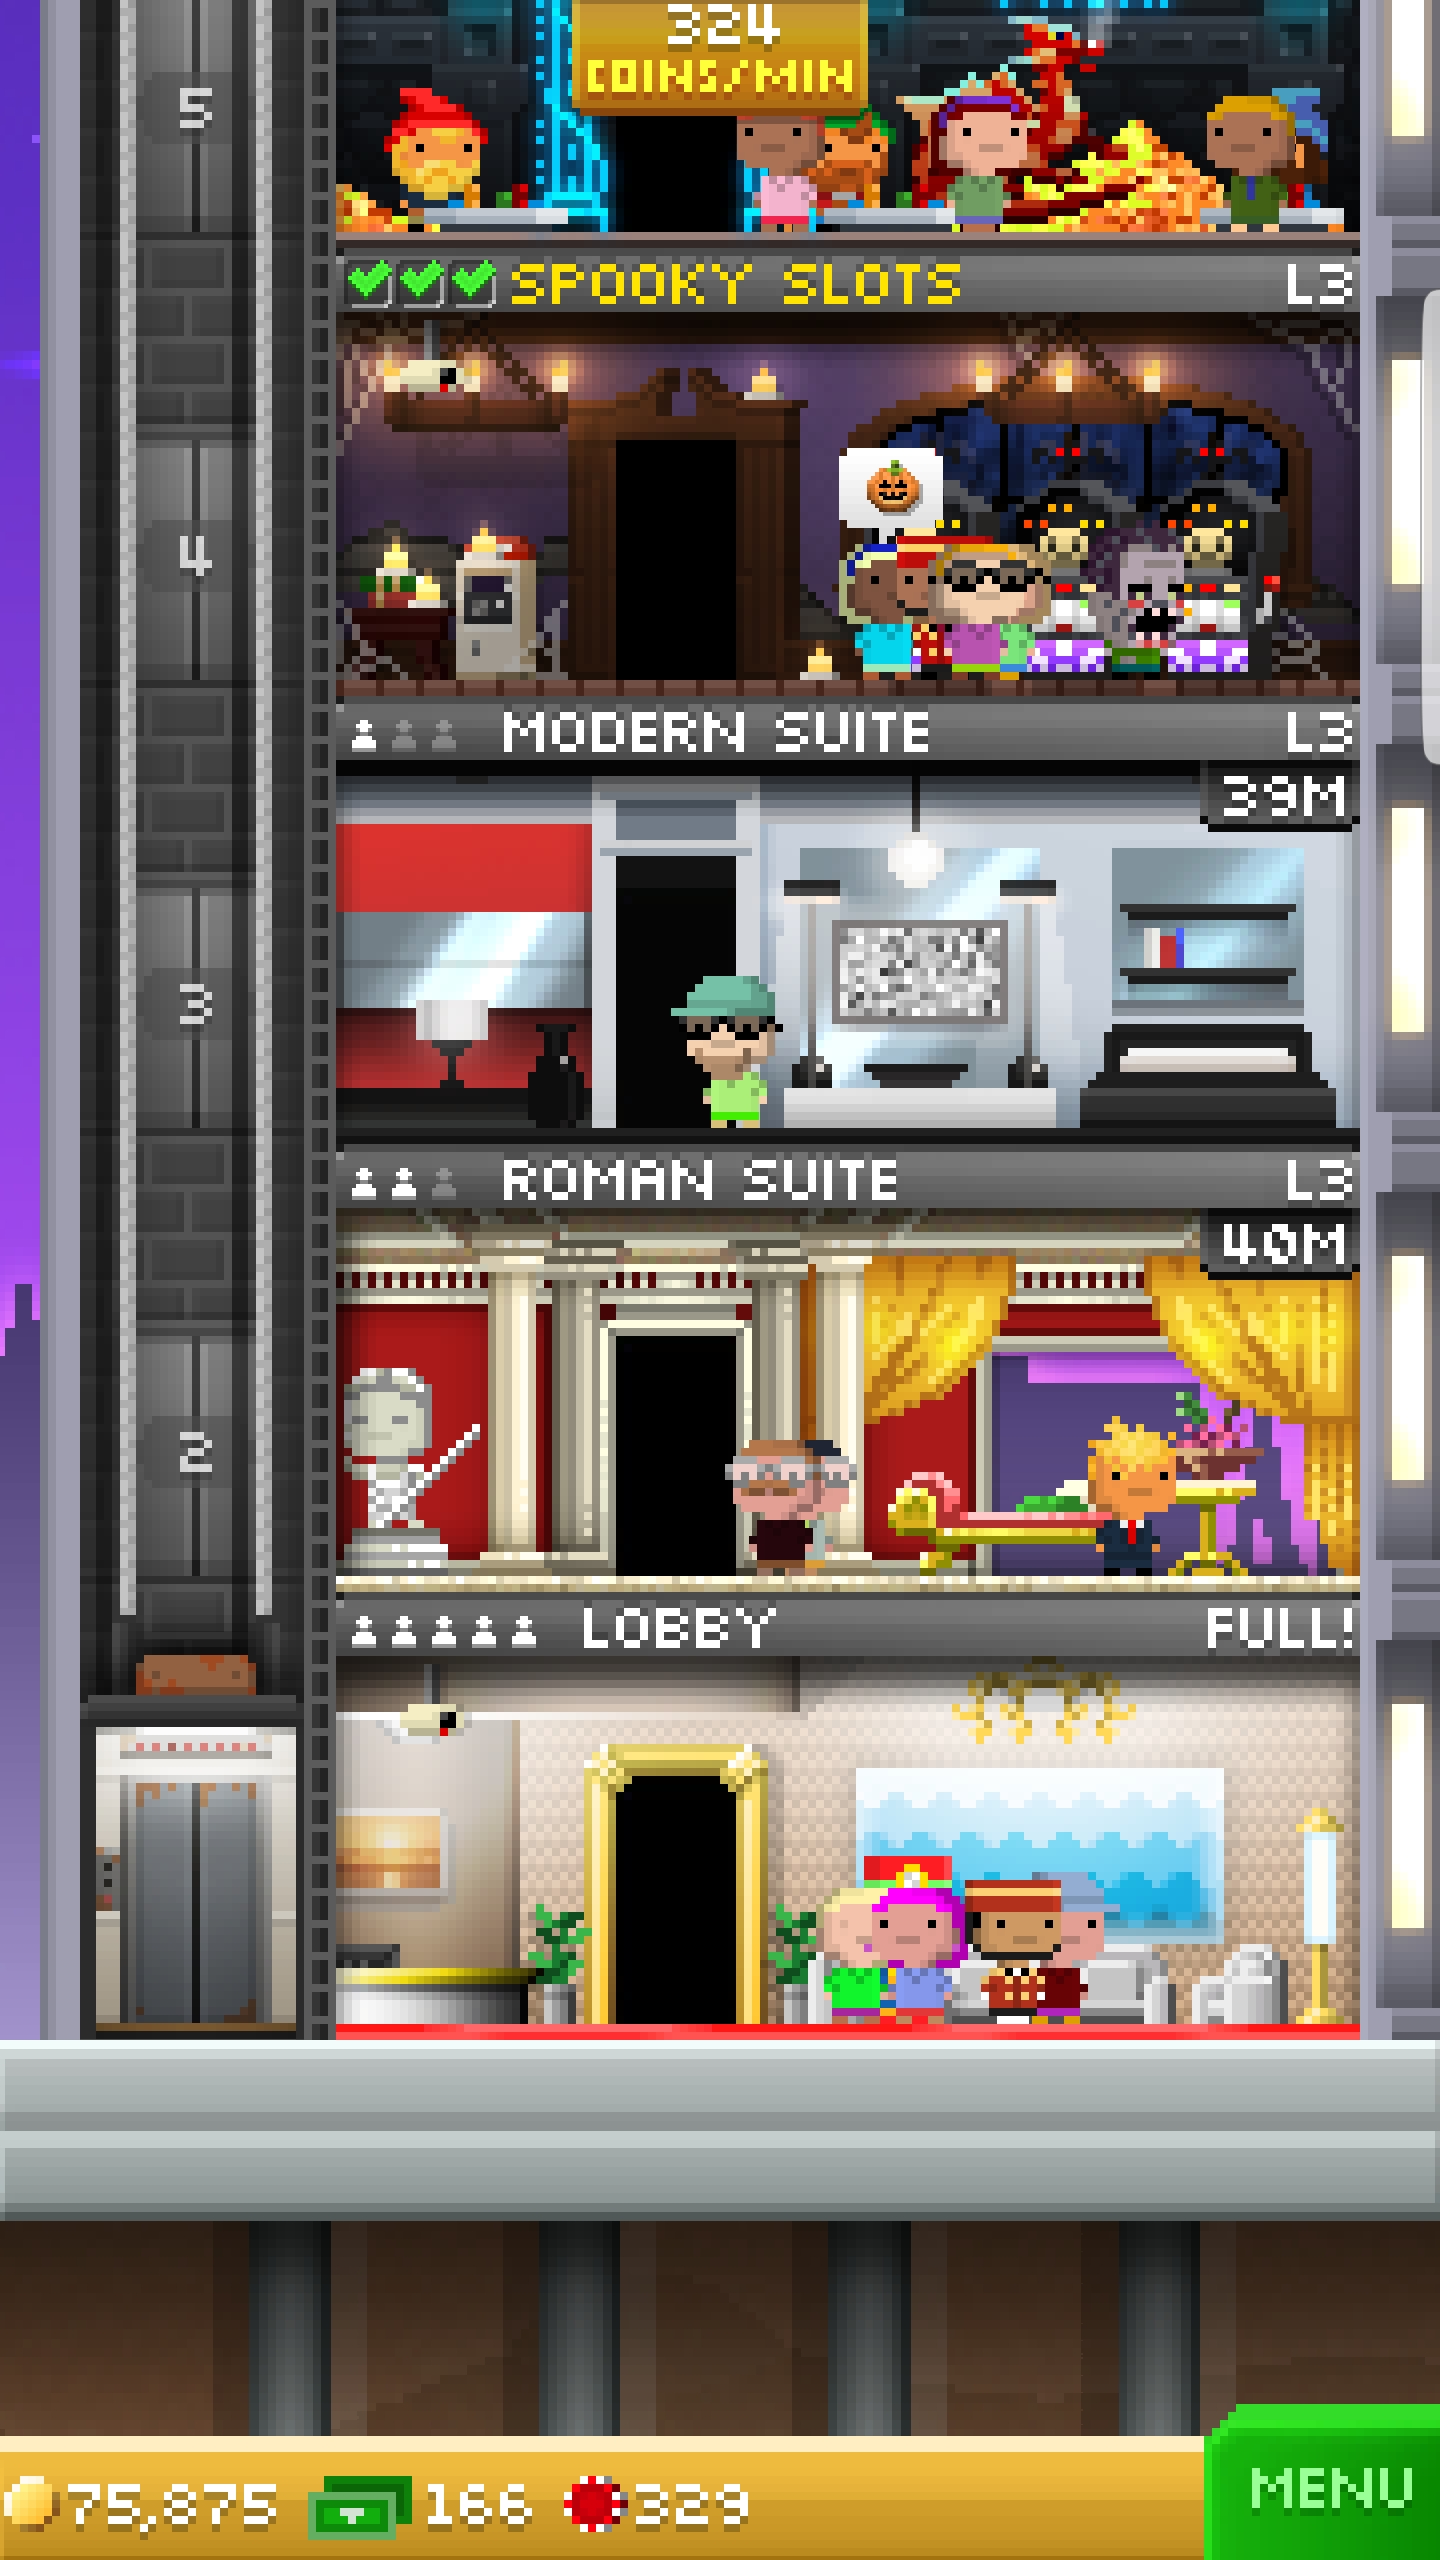 324
COINS/MIN
5
SPOOKY SLOTS L3
4
MODERN SUITE L3
39M
3
ROMAN SUITE L3
40M
2
LOBBY FULL!
75,875 166 329
MENU